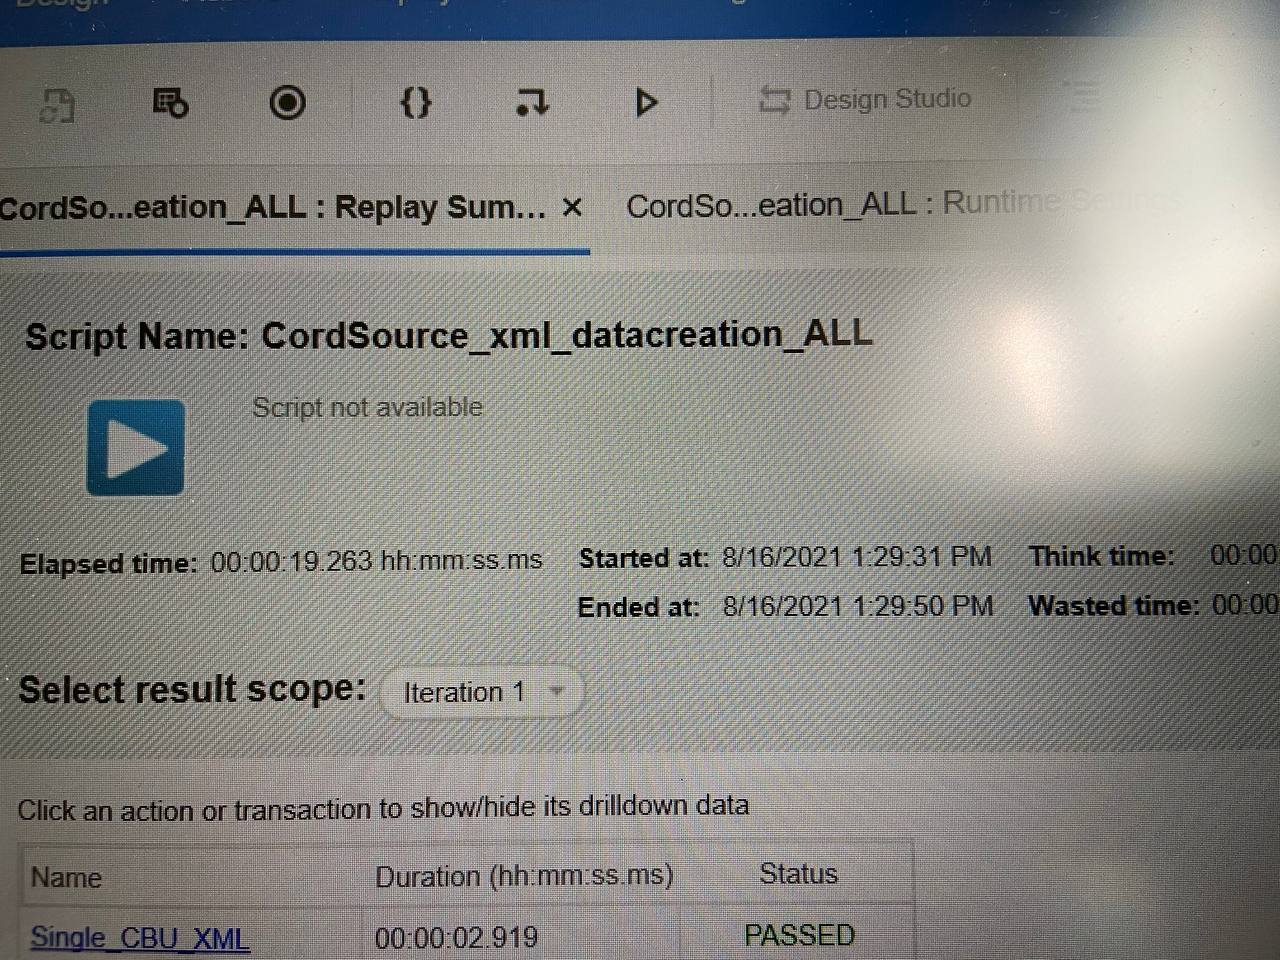 Design
Design Studio
CordSo...eation_ALL : Replay Sum... ×
CordSo...eation_ALL : Runtime Settings
Script Name: CordSource_xml_datacreation_ALL
Script not available
Elapsed time: 00:00:19.263 hh:mm:ss.ms
Started at: 8/16/2021 1:29:31 PM
Think time: 00:00
Ended at: 8/16/2021 1:29:50 PM
Wasted time: 00:00
Select result scope: Iteration 1
Click an action or transaction to show/hide its drilldown data
Name Duration (hh:mm:ss.ms) Status
Single_CBU_XML 00:00:02.919 PASSED